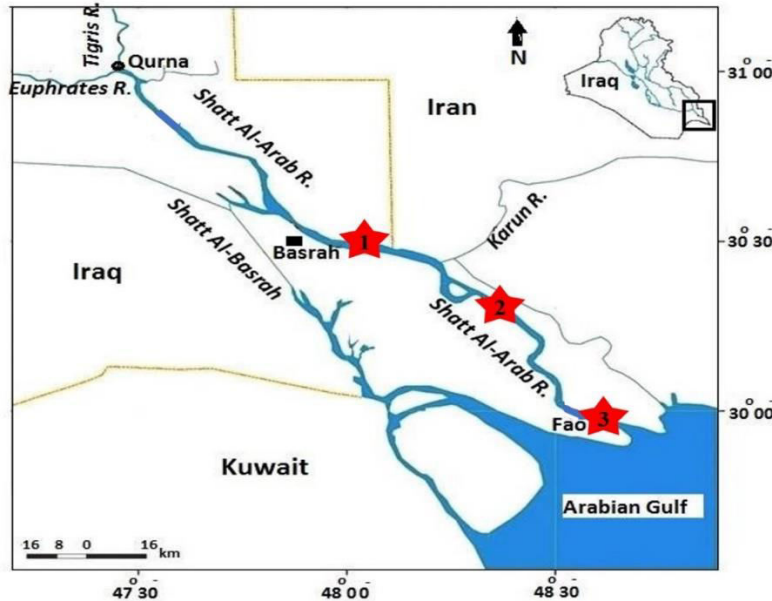 Tigris R.
Qurna
Euphrates R.
N
Iraq
31° 00'
Iran
Shatt Al-Arab R.
Shatt Al-Basrah
Karun R.
1
Basrah
30° 30'
Iraq
2
Shatt Al-Arab R.
3
Fao
30° 00'
Kuwait
Arabian Gulf
16 8 0 16 km
47° 30'
48° 00'
48° 30'